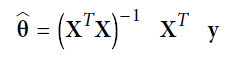 θ̂ = (XᵀX)⁻¹ Xᵀ y